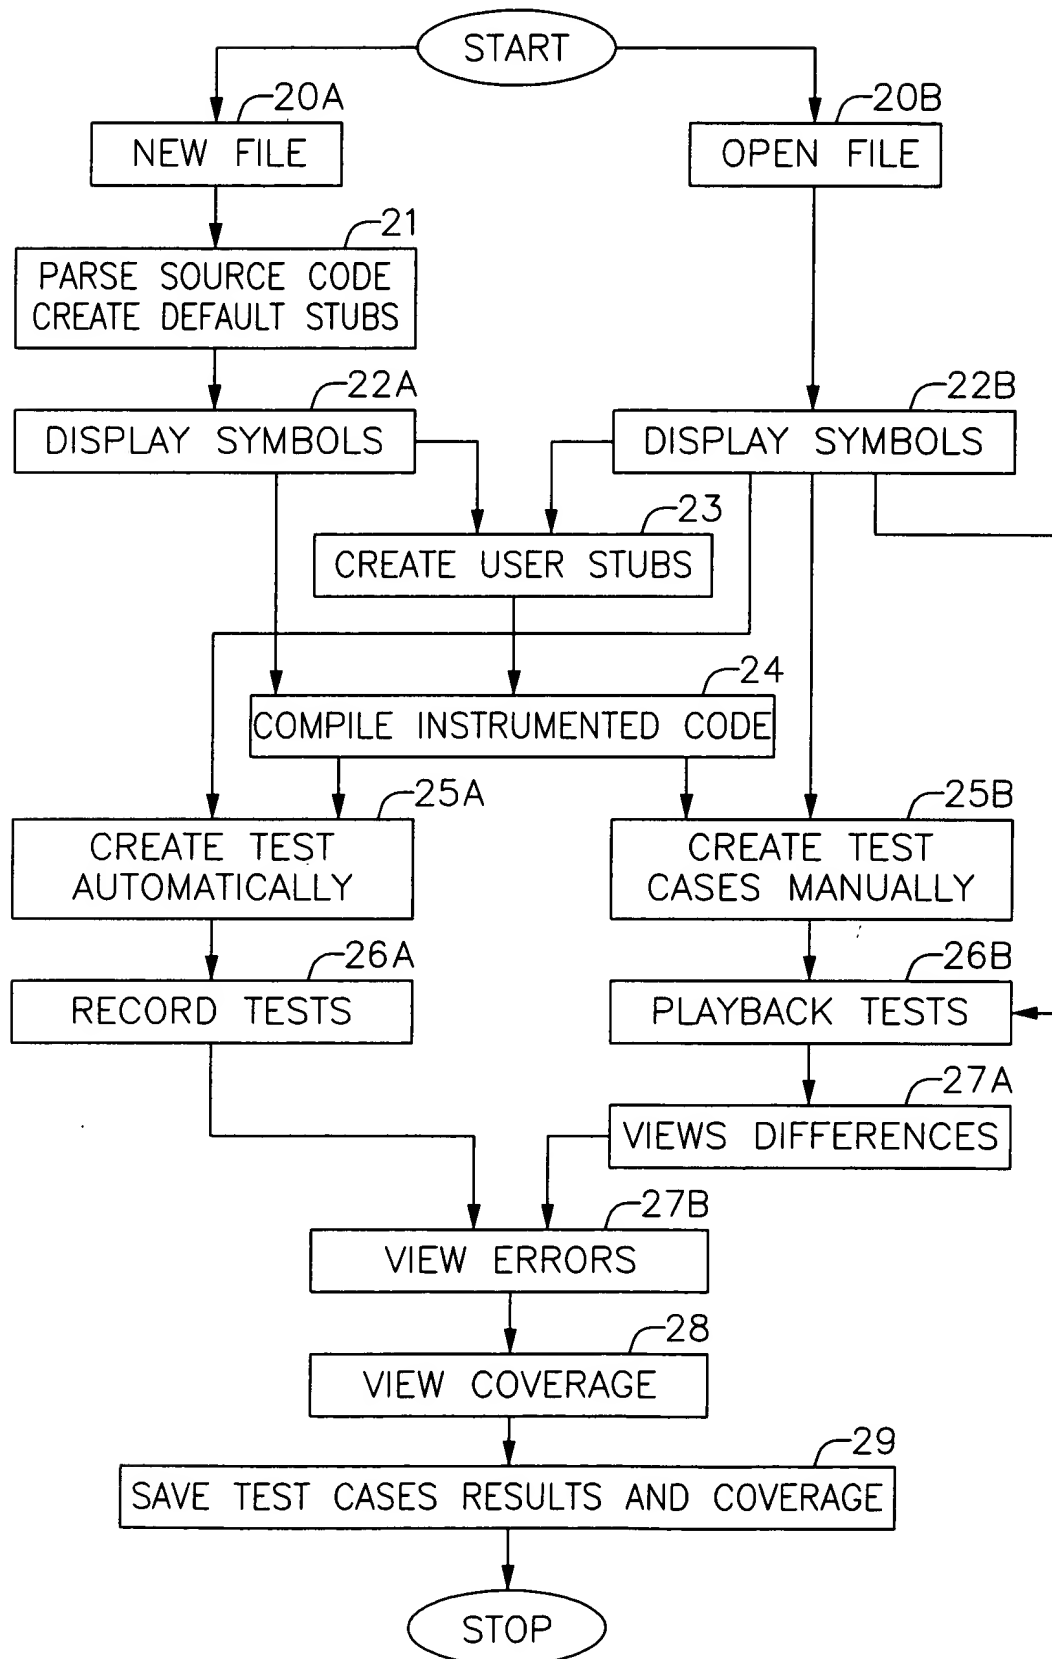 START
20A
20B
NEW FILE
OPEN FILE
21
PARSE SOURCE CODE
CREATE DEFAULT STUBS
22A
22B
DISPLAY SYMBOLS
DISPLAY SYMBOLS
23
CREATE USER STUBS
24
COMPILE INSTRUMENTED CODE
25A
25B
CREATE TEST
AUTOMATICALLY
CREATE TEST
CASES MANUALLY
26A
26B
RECORD TESTS
PLAYBACK TESTS
27A
VIEWS DIFFERENCES
27B
VIEW ERRORS
28
VIEW COVERAGE
29
SAVE TEST CASES RESULTS AND COVERAGE
STOP